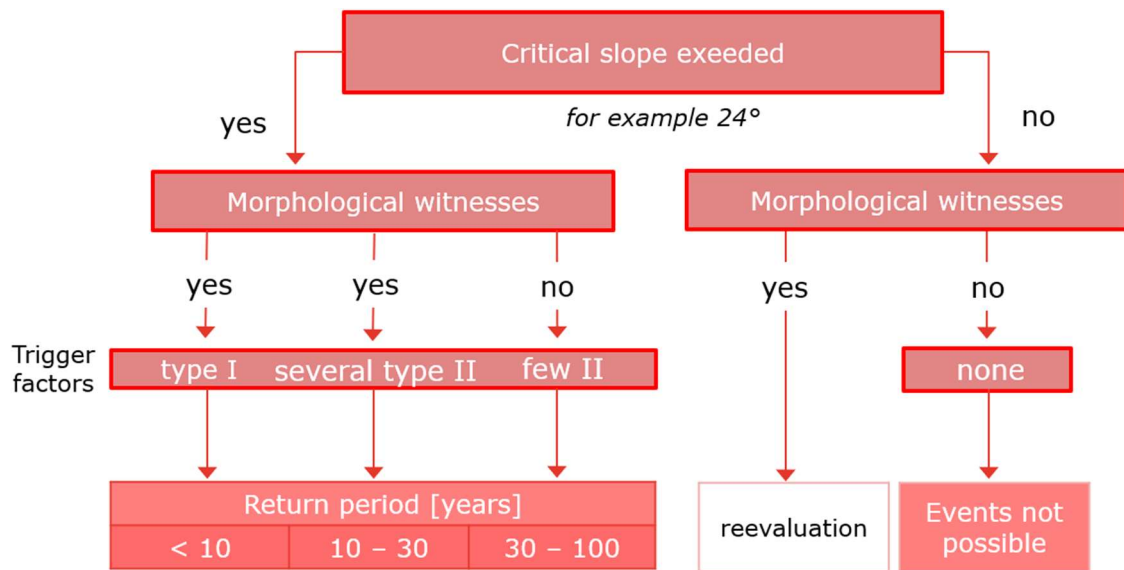 Critical slope exeeded
for example 24°
yes
no
Morphological witnesses
Morphological witnesses
yes
yes
no
yes
no
Trigger
factors
type I
several type II
few II
none
Return period [years]
< 10
10 – 30
30 – 100
reevaluation
Events not
possible